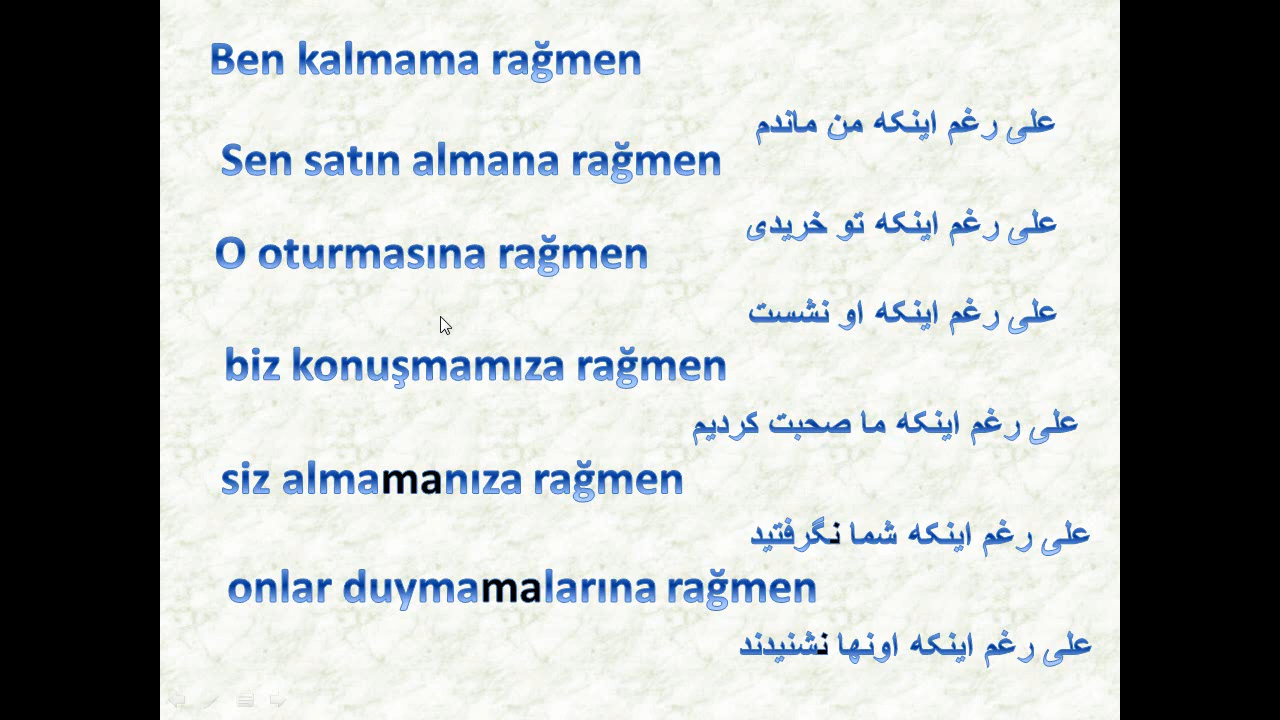 Ben kalmama rağmen
علی رغم اینکه من ماندم
Sen satın almana rağmen
علی رغم اینکه تو خریدی
O oturmasına rağmen
علی رغم اینکه او نشست
biz konuşmamıza rağmen
علی رغم اینکه ما صحبت کردیم
siz almamanıza rağmen
علی رغم اینکه شما نگرفتید
onlar duymamalarına rağmen
علی رغم اینکه اونها نشنیدند